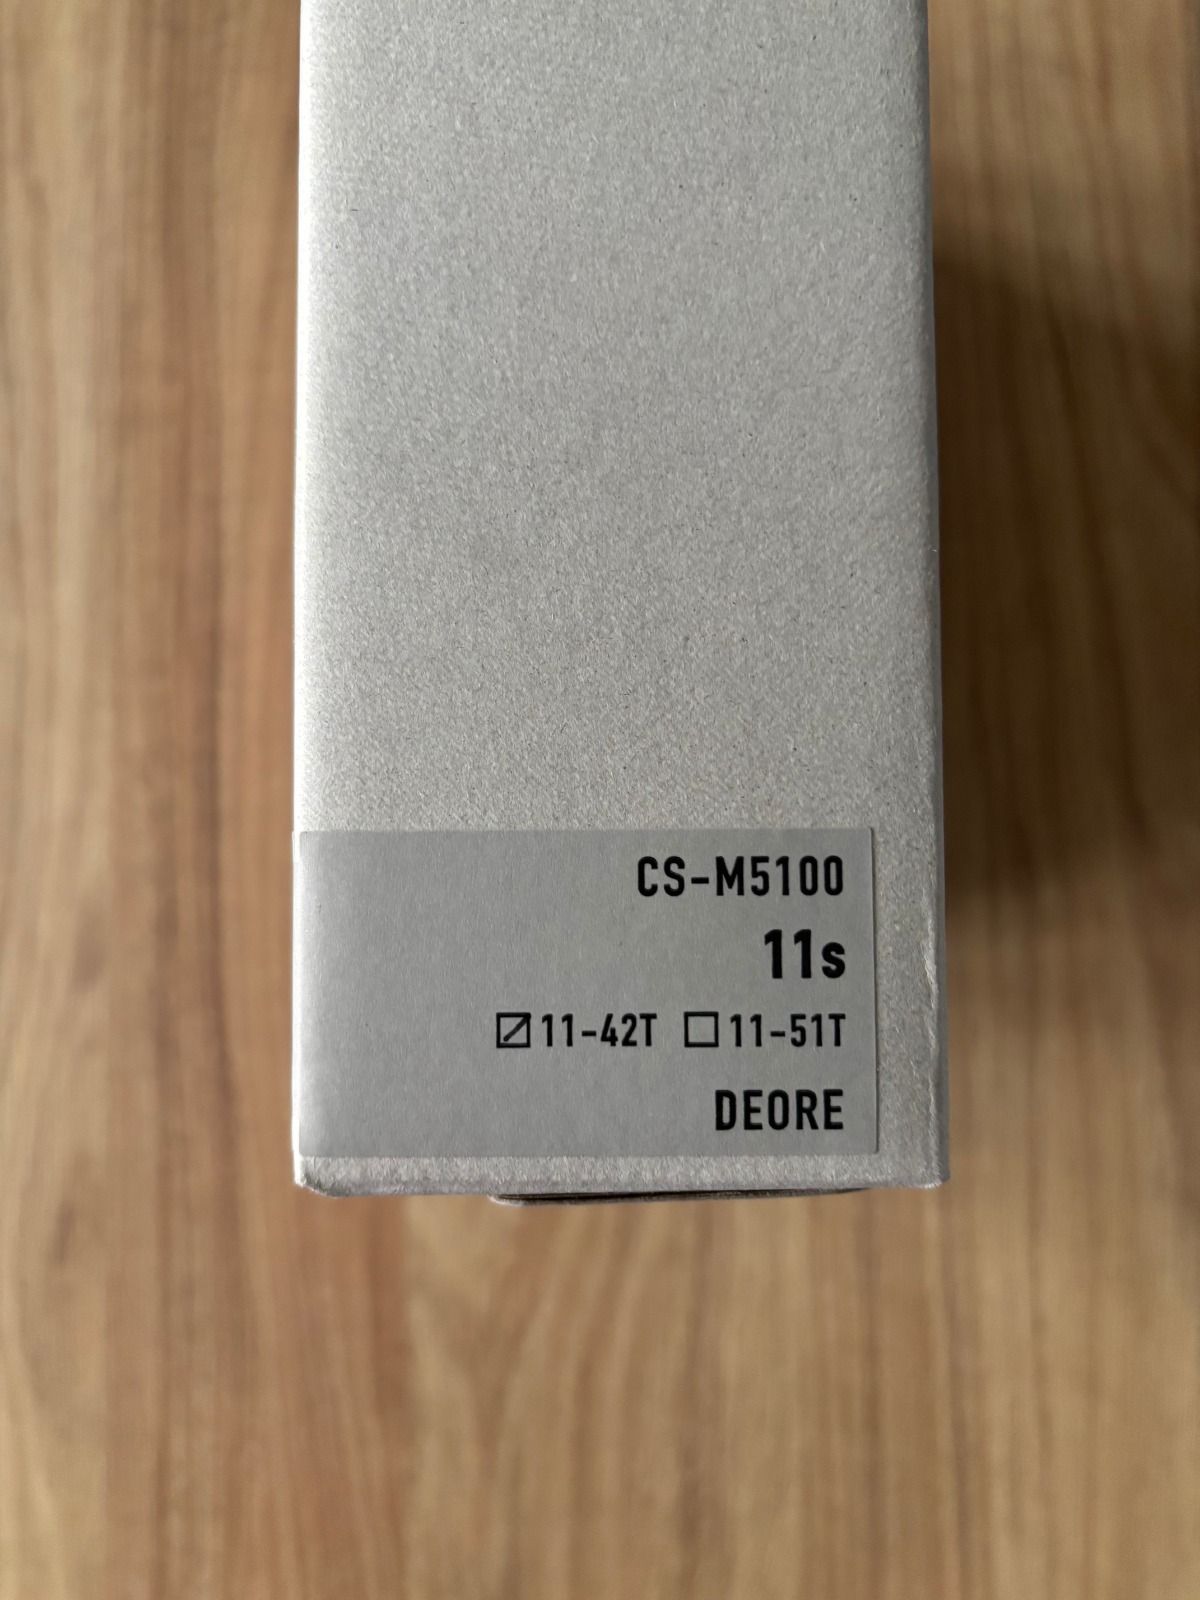 CS-M5100
11s
☑11-42T ☐11-51T
DEORE